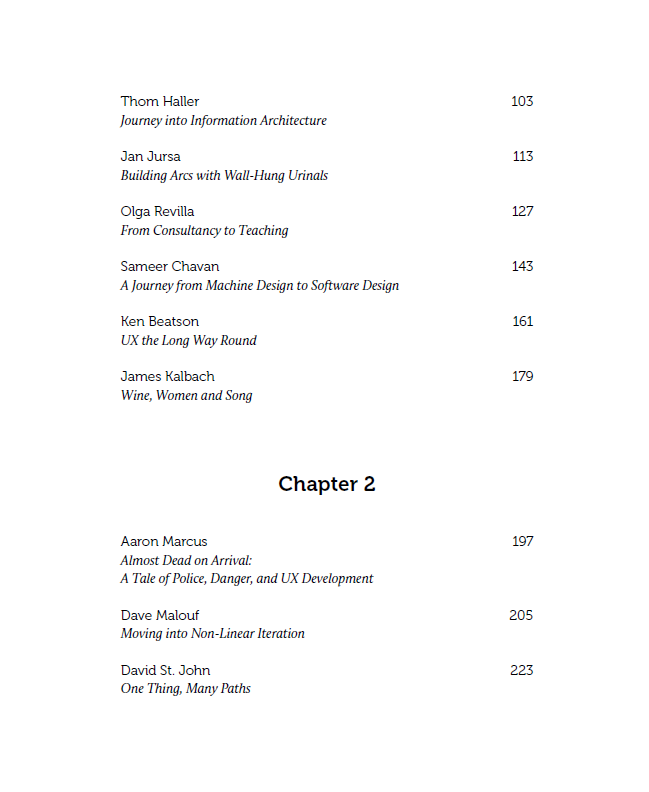 Thom Haller 103
Journey into Information Architecture
Jan Jursa 113
Building Arcs with Wall-Hung Urinals
Olga Revilla 127
From Consultancy to Teaching
Sameer Chavan 143
A Journey from Machine Design to Software Design
Ken Beatson 161
UX the Long Way Round
James Kalbach 179
Wine, Women and Song
Chapter 2
Aaron Marcus 197
Almost Dead on Arrival:
A Tale of Police, Danger, and UX Development
Dave Malouf 205
Moving into Non-Linear Iteration
David St. John 223
One Thing, Many Paths